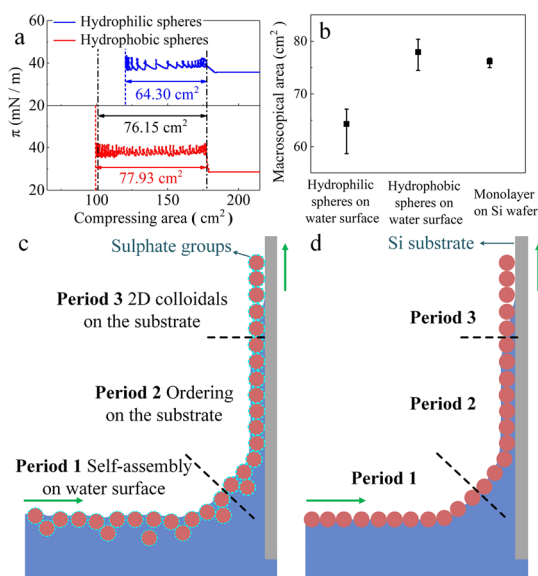 a
Hydrophilic spheres
Hydrophobic spheres
π (mN / m)
60
40
20
40
20
64.30 cm²
76.15 cm²
77.93 cm²
100 150 200
Compressing area ( cm²)
b
Macroscopical area (cm²)
80
70
60
Hydrophilic spheres on water surface
Hydrophobic spheres on water surface
Monolayer on Si wafer
c
Sulphate groups
Period 3 2D colloidals
on the substrate
Period 2 Ordering
on the substrate
Period 1 Self-assembly
on water surface
d
Si substrate
Period 3
Period 2
Period 1